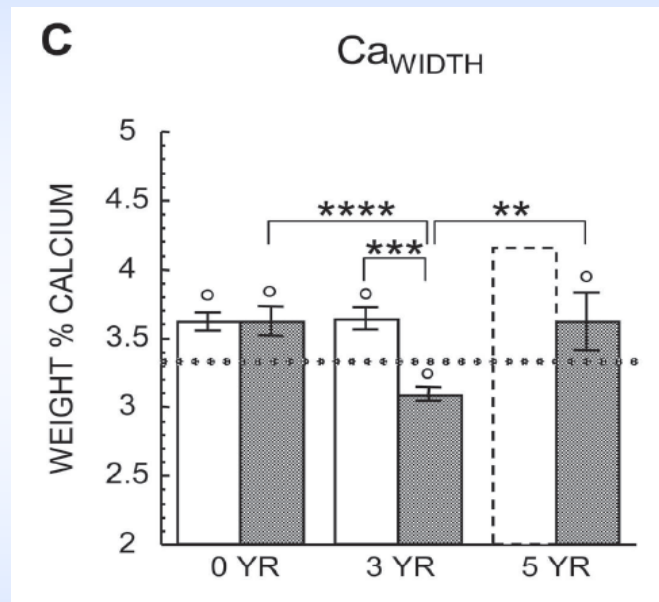 C
CaWIDTH
WEIGHT % CALCIUM
5
4.5
4
3.5
3
2.5
2
****
**
***
0 YR
3 YR
5 YR